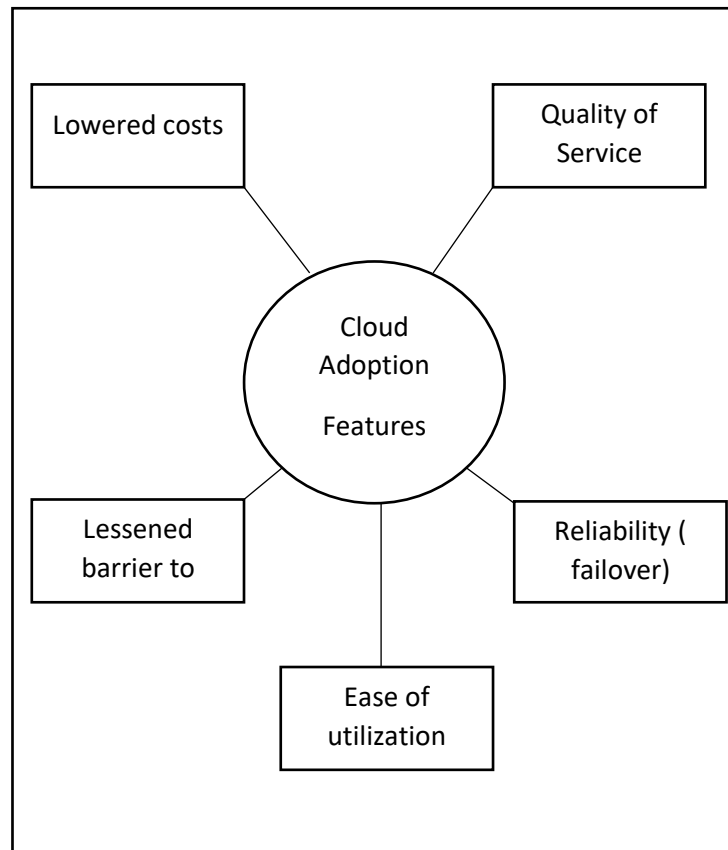 Lowered costs
Quality of
Service
Cloud
Adoption
Features
Lessened
barrier to
Reliability (
failover)
Ease of
utilization